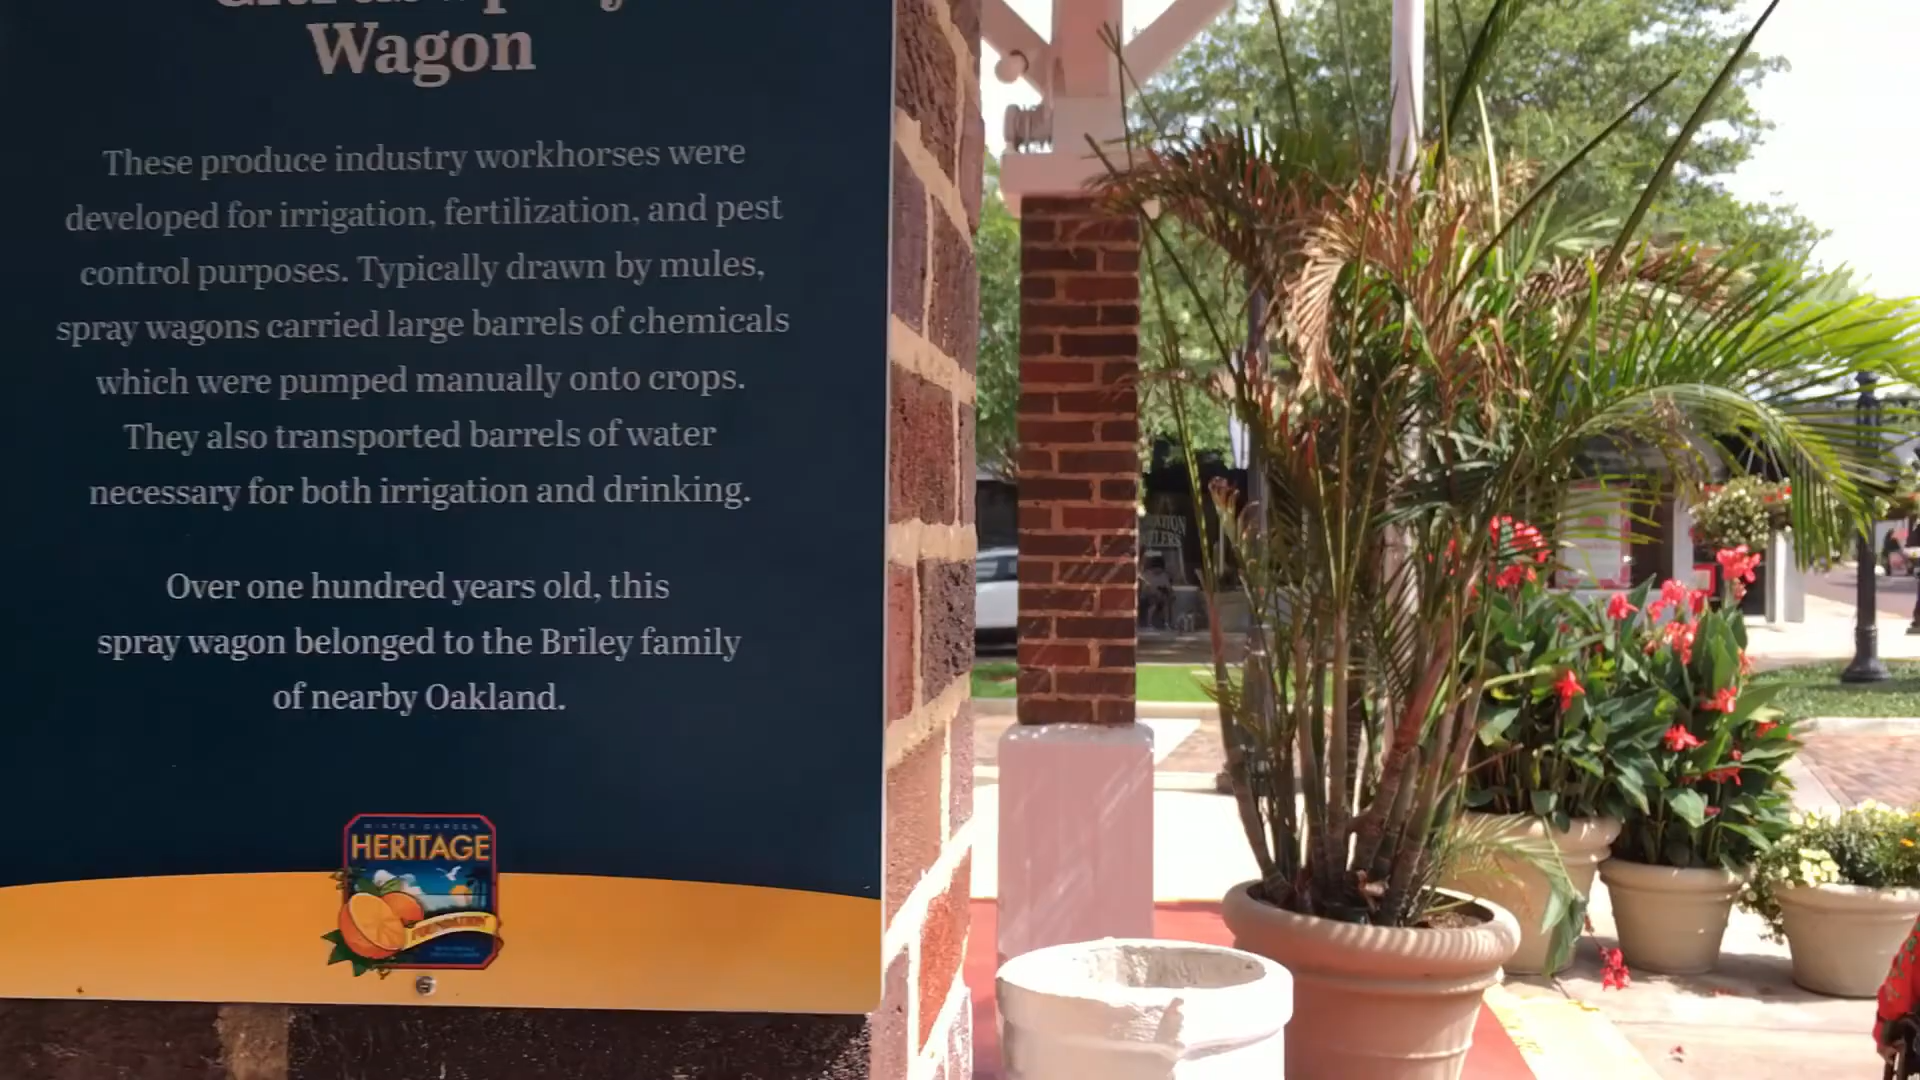 Wagon
These produce industry workhorses were
developed for irrigation, fertilization, and pest
control purposes. Typically drawn by mules,
spray wagons carried large barrels of chemicals
which were pumped manually onto crops.
They also transported barrels of water
necessary for both irrigation and drinking.
Over one hundred years old, this
spray wagon belonged to the Briley family
of nearby Oakland.
WINTER GARDEN
HERITAGE
FOUNDATION